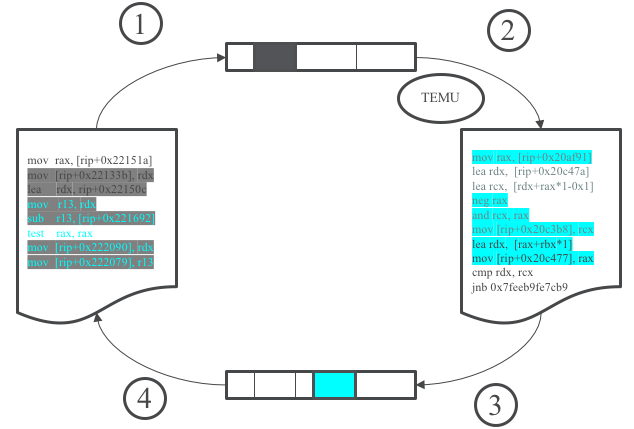 1
2
TEMU
mov rax, [rip+0x22151a]
mov [rip+0x22133b], rdx
lea rdx, rip+0x22150c
mov r13, rdx
sub r13, [rip+0x221692]
test rax, rax
mov [rip+0x222090], rdx
mov [rip+0x222079], r13
mov rax, [rip+0x20af91]
lea rdx, [rip+0x20c47a]
lea rcx, [rdx+rax*1-0x1]
neg rax
and rcx, rax
mov [rip+0x20c3b8], rcx
lea rdx, [rax+rbx*1]
mov [rip+0x20c477], rax
cmp rdx, rcx
jnb 0x7feeb9fe7cb9
4
3